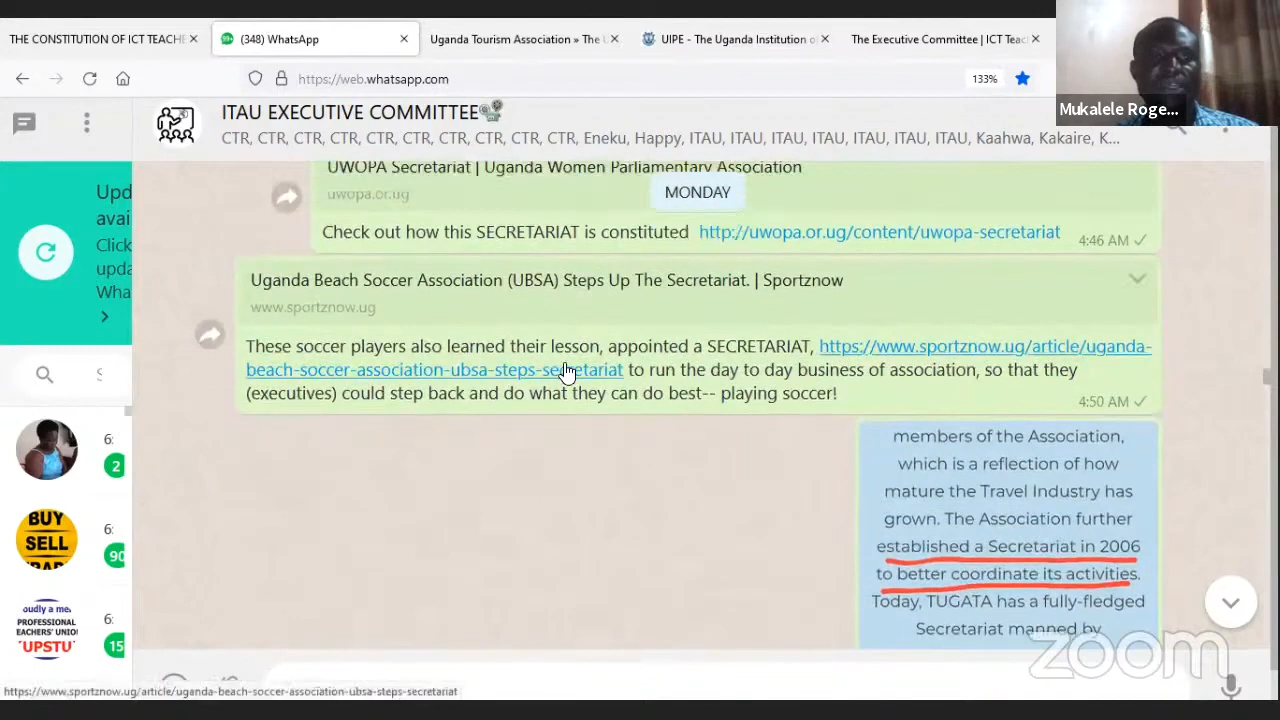 THE CONSTITUTION OF ICT TEACHE
(348) WhatsApp
Uganda Tourism Association » The U
UIPE - The Uganda Institution o
The Executive Committee | ICT Teac
https://web.whatsapp.com
133%
Mukalele Roge...
ITAU EXECUTIVE COMMITTEE
CTR, CTR, CTR, CTR, CTR, CTR, CTR, CTR, CTR, CTR, Eneku, Happy, ITAU, ITAU, ITAU, ITAU, ITAU, ITAU, ITAU, Kaahwa, Kakaire, K...
Upd
avai
Click
upda
Wha
S
6:
2
BUY
SELL
6:
90
oudly a me
PROFESSIONAL
EACHERS' UNIO
"UPSTU"
6:
15
UWOPA Secretariat | Uganda Women Parliamentary Association
uwopa.or.ug
MONDAY
Check out how this SECRETARIAT is constituted http://uwopa.or.ug/content/uwopa-secretariat
4:46 AM
Uganda Beach Soccer Association (UBSA) Steps Up The Secretariat. | Sportznow
www.sportznow.ug
These soccer players also learned their lesson, appointed a SECRETARIAT, https://www.sportznow.ug/article/uganda-
beach-soccer-association-ubsa-steps-secretariat to run the day to day business of association, so that they
(executives) could step back and do what they can do best-- playing soccer!
4:50 AM
members of the Association,
which is a reflection of how
mature the Travel Industry has
grown. The Association further
established a Secretariat in 2006
to better coordinate its activities.
Today, TUGATA has a fully-fledged
Secretariat manned by
zoom
https://www.sportznow.ug/article/uganda-beach-soccer-association-ubsa-steps-secretariat